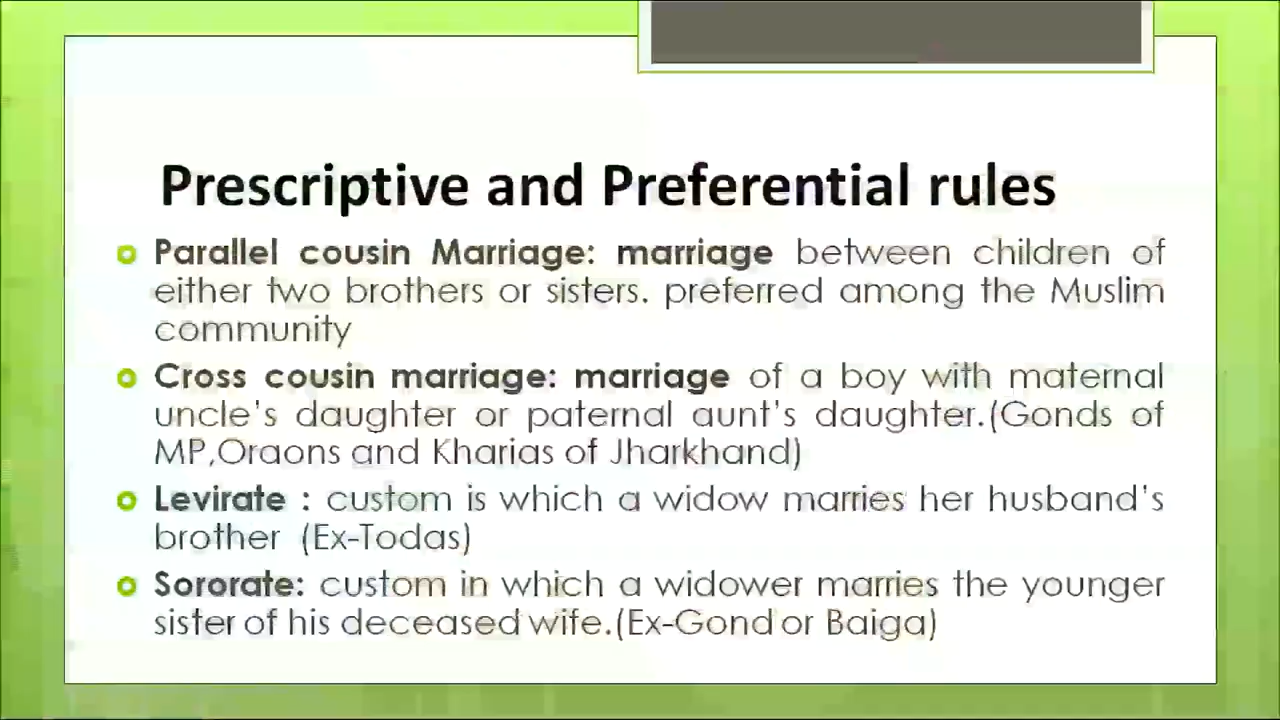 Prescriptive and Preferential rules
Parallel cousin Marriage: marriage between children of
either two brothers or sisters. preferred among the Muslim
community
Cross cousin marriage: marriage of a boy with maternal
uncle's daughter or paternal aunt's daughter.(Gonds of
MP,Oraons and Kharias of Jharkhand)
Levirate : custom is which a widow marries her husband's
brother (Ex-Todas)
Sororate: custom in which a widower marries the younger
sister of his deceased wife.(Ex-Gond or Baiga)